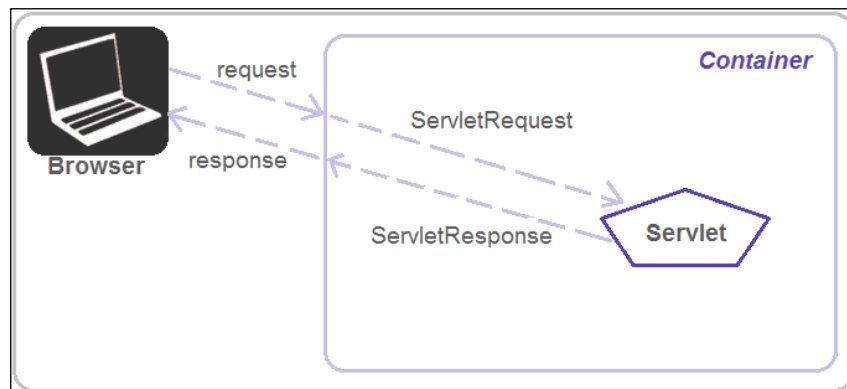 Container
request
ServletRequest
response
Browser
ServletResponse
Servlet